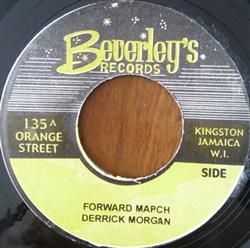 Beverley's
RECORDS
135A
ORANGE
STREET
KINGSTON
JAMAICA
W.I.
SIDE
FORWARD MARCH
DERRICK MORGAN